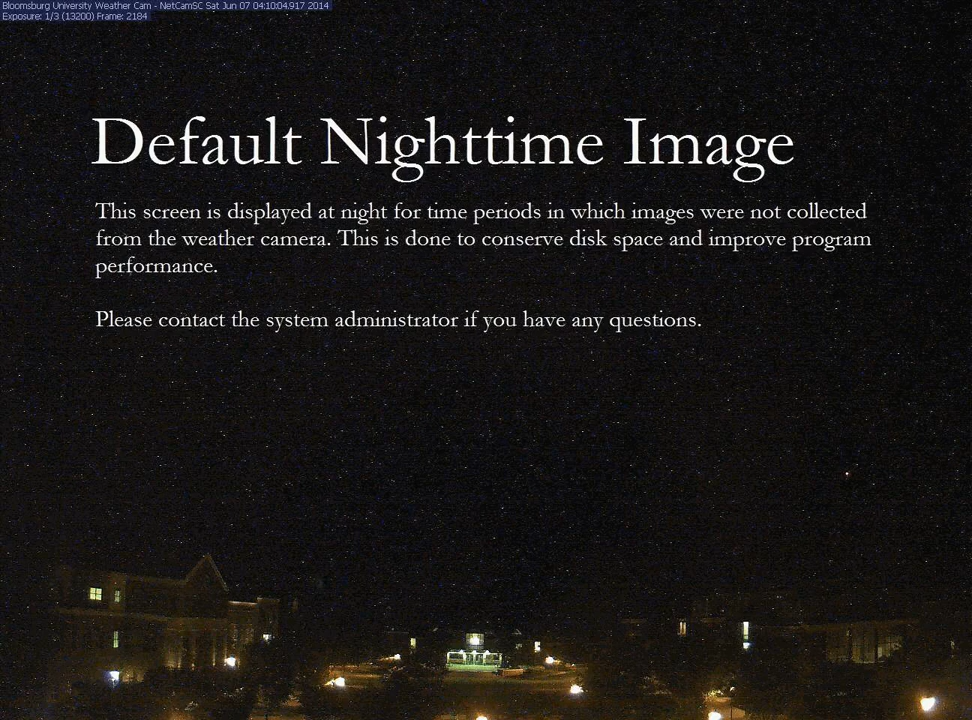 Bloomsburg University Weather Cam - NetCamSC Sat Jun 07 04:10:04.917 2014
Exposure: 1/3 (13200) Frame: 2184
Default Nighttime Image
This screen is displayed at night for time periods in which images were not collected
from the weather camera. This is done to conserve disk space and improve program
performance.
Please contact the system administrator if you have any questions.